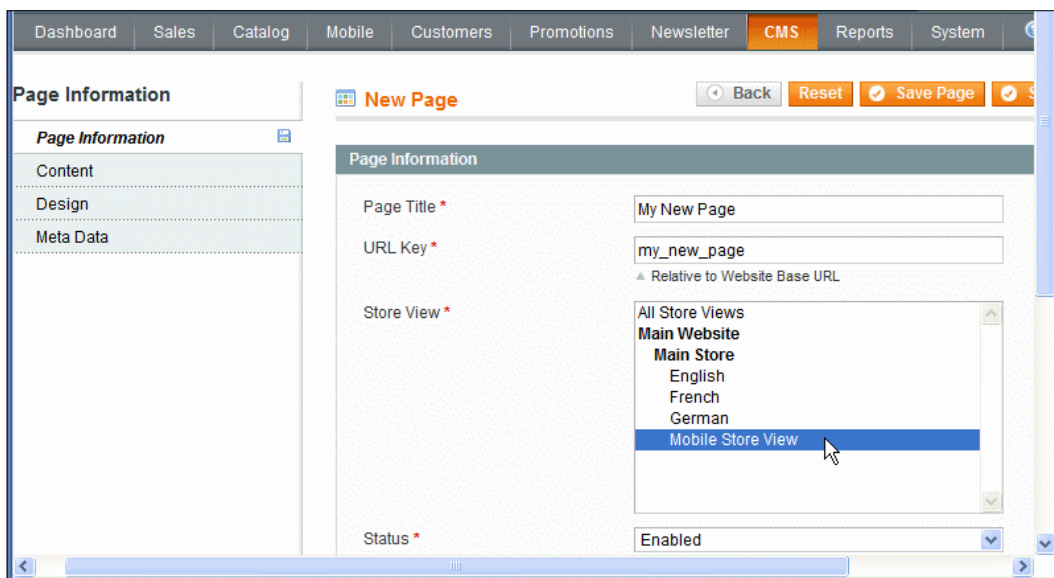 Dashboard Sales Catalog Mobile Customers Promotions Newsletter CMS Reports System
Page Information
New Page Back Reset Save Page S
Page Information
Content
Design
Meta Data
Page Information
Page Title * My New Page
URL Key * my_new_page
Relative to Website Base URL
Store View * All Store Views
Main Website
Main Store
English
French
German
Mobile Store View
Status * Enabled